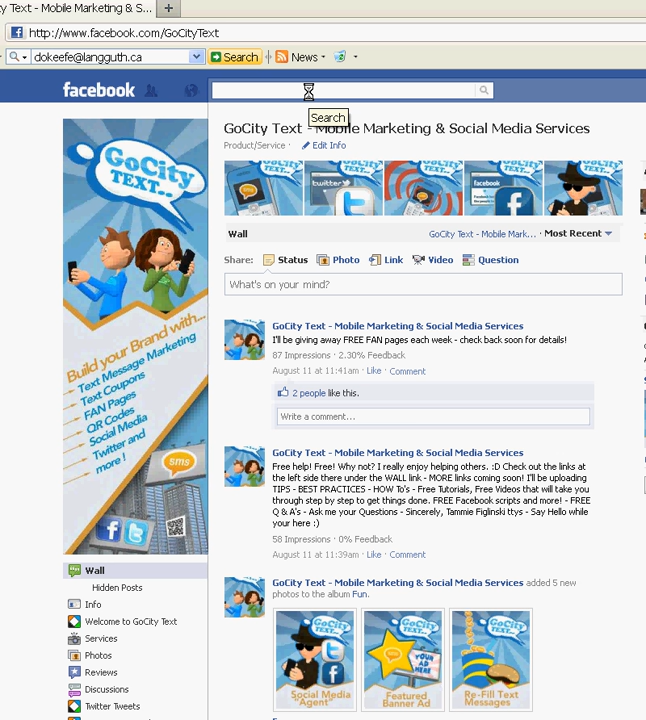 y Text - Mobile Marketing & S...
http://www.facebook.com/GoCityText
dokeefe@langguth.ca
Search
News
facebook
Search
GoCity Text - Mobile Marketing & Social Media Services
Product/Service ·
Edit Info
GoCity
TEXT...
Build your Brand with...
Text Message Marketing
Text Coupons
FAN Pages
QR Codes
Social Media
Twitter and
more !
sms
twitter
facebook
Wall
GoCity Text - Mobile Mark... · Most Recent
Share:
Status
Photo
Link
Video
Question
What's on your mind?
GoCity Text - Mobile Marketing & Social Media Services
I'll be giving away FREE FAN pages each week - check back soon for details!
87 Impressions · 2.30% Feedback
August 11 at 11:41am · Like · Comment
2 people like this.
Write a comment...
GoCity Text - Mobile Marketing & Social Media Services
Free help! Free! Why not? I really enjoy helping others. :D Check out the links at
the left side there under the WALL link - MORE links coming soon! I'll be uploading
TIPS - BEST PRACTICES - HOW To's - Free Tutorials, Free Videos that will take you
through step by step to get things done. FREE Facebook scripts and more! - FREE
Q & A's - Ask me your Questions - Sincerely, Tammie Figlinski ttys - Say Hello while
your here :)
58 Impressions · 0% Feedback
August 11 at 11:39am · Like · Comment
GoCity Text - Mobile Marketing & Social Media Services added 5 new
photos to the album Fun.
GoCity
TEXT...
Social Media
"Agent"
GoCity
TEXT...
YOUR
AD
HERE
Featured
Banner Ad
GoCity
TEXT...
Re-Fill Text
Messages
Wall
Hidden Posts
Info
Welcome to GoCity Text
Services
Photos
Reviews
Discussions
Twitter Tweets